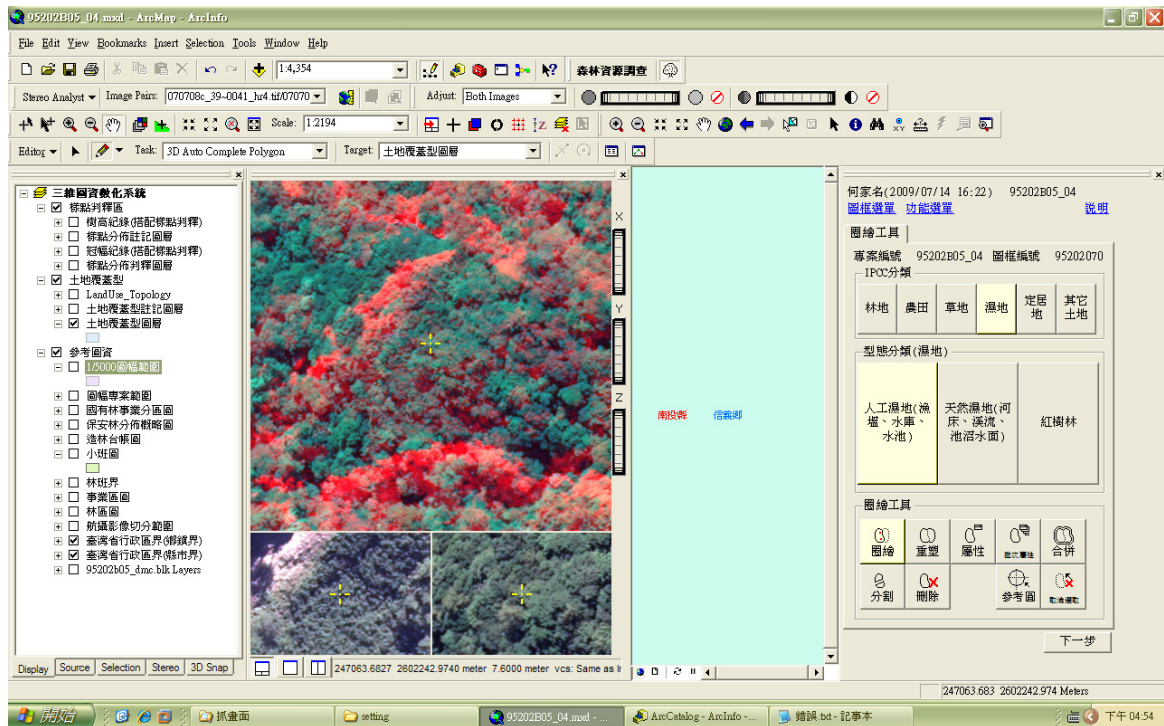 95202B05_04.mxd - ArcMap - ArcInfo
File Edit View Bookmarks Insert Selection Tools Window Help
1:4,354
森林資源調查
Stereo Analyst
Image Pairs:
070708c_39~0041_hr4.tif/07070
Adjust:
Both Images
Scale:
1:2194
Editor
Task:
3D Auto Complete Polygon
Target:
土地覆蓋型圖層
三維圖資數化系統
樣點判釋區
樹高紀錄(搭配樣點判釋)
樣點分佈註記圖層
冠幅紀錄(搭配樣點判釋)
樣點分佈判釋圖層
土地覆蓋型
LandUse_Topology
土地覆蓋型註記圖層
土地覆蓋型圖層
參考圖資
1/5000圖幅範圍
圖幅專案範圍
國有林事業分區圖
保安林分佈概略圖
造林台帳圖
小班圖
林班界
事業區圖
林區圖
航攝影像切分範圍
臺灣省行政區界(鄉鎮界)
臺灣省行政區界(縣市界)
95202b05_dmc.blk Layers
Display Source Selection Stereo 3D Snap
X
Y
Z
247063.6827 2602242.9740 meter 7.6000 meter vcs: Same as Ir
南投縣 信義鄉
何家名(2009/07/14 16:22) 95202B05_04
圖框選單 功能選單 說明
圈繪工具
專案編號 95202B05_04 圖框編號 95202070
IPCC分類
林地
農田
草地
濕地
定居地
其它土地
型態分類(濕地)
人工濕地(漁塭、水庫、水池)
天然濕地(河床、溪流、池沼水面)
紅樹林
圈繪工具
圈繪
重塑
屬性
批次屬性
合併
分割
刪除
參考圖
取消選取
下一步
247063.683 2602242.974 Meters
開始
抓畫面
setting
95202B05_04.mxd - ...
ArcCatalog - ArcInfo - ...
錯誤.txt - 記事本
下午 04:54